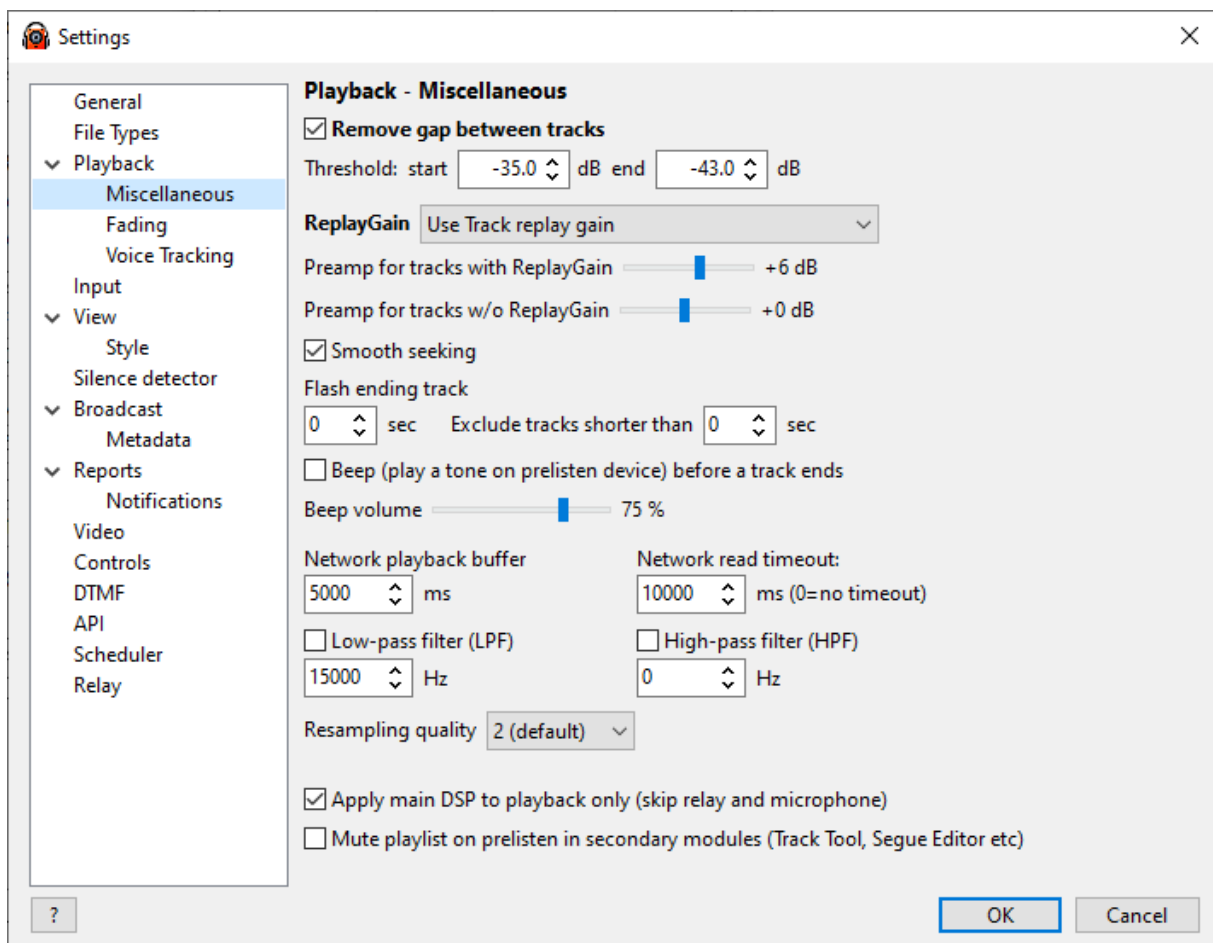 Settings
General
File Types
Playback
Miscellaneous
Fading
Voice Tracking
Input
View
Style
Silence detector
Broadcast
Metadata
Reports
Notifications
Video
Controls
DTMF
API
Scheduler
Relay
Playback - Miscellaneous
Remove gap between tracks
Threshold: start -35.0 dB end -43.0 dB
ReplayGain Use Track replay gain
Preamp for tracks with ReplayGain +6 dB
Preamp for tracks w/o ReplayGain +0 dB
Smooth seeking
Flash ending track
0 sec Exclude tracks shorter than 0 sec
Beep (play a tone on prelisten device) before a track ends
Beep volume 75 %
Network playback buffer Network read timeout:
5000 ms 10000 ms (0=no timeout)
Low-pass filter (LPF) High-pass filter (HPF)
15000 Hz 0 Hz
Resampling quality 2 (default)
Apply main DSP to playback only (skip relay and microphone)
Mute playlist on prelisten in secondary modules (Track Tool, Segue Editor etc)
? OK Cancel